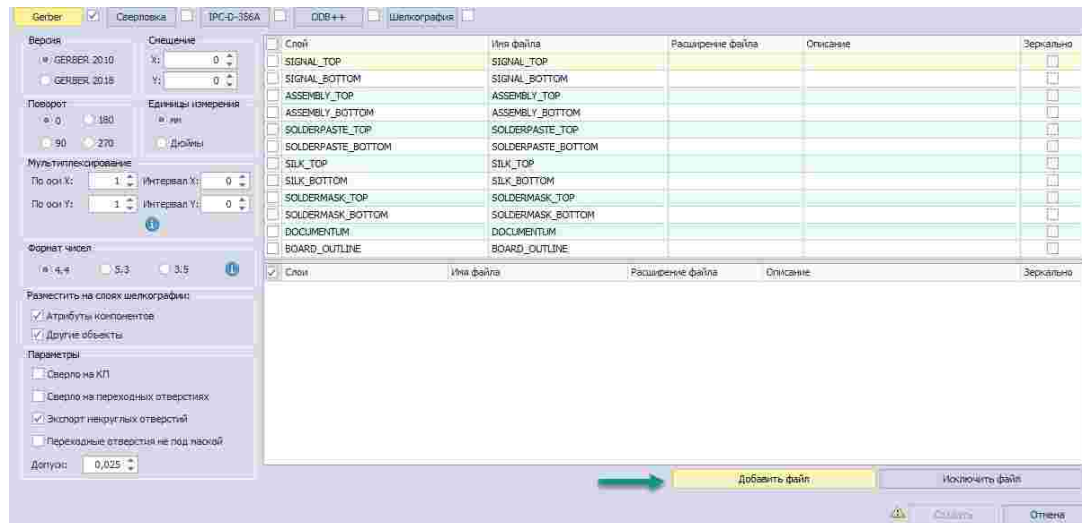 Gerber Сверловка IPC-D-356A ODB++ Шелкография
Версия
GERBER 2010
GERBER 2018
Смещение
X: 0
Y: 0
Поворот
0 180
90 270
Единицы измерения
мм
Дюймы
Мультиплексирование
По оси X: 1 Интервал X: 0
По оси Y: 1 Интервал Y: 0
Формат чисел
4.4 5.3 3.5
Разместить на слоях шелкографии:
Атрибуты компонентов
Другие объекты
Параметры
Сверло на КП
Сверло на переходных отверстиях
Экспорт некруглых отверстий
Переходные отверстия не под маской
Допуск: 0,025
Слой Имя файла Расширение файла Описание Зеркально
SIGNAL_TOP SIGNAL_TOP
SIGNAL_BOTTOM SIGNAL_BOTTOM
ASSEMBLY_TOP ASSEMBLY_TOP
ASSEMBLY_BOTTOM ASSEMBLY_BOTTOM
SOLDERPASTE_TOP SOLDERPASTE_TOP
SOLDERPASTE_BOTTOM SOLDERPASTE_BOTTOM
SILK_TOP SILK_TOP
SILK_BOTTOM SILK_BOTTOM
SOLDERMASK_TOP SOLDERMASK_TOP
SOLDERMASK_BOTTOM SOLDERMASK_BOTTOM
DOCUMENTUM DOCUMENTUM
BOARD_OUTLINE BOARD_OUTLINE
Слои Имя файла Расширение файла Описание Зеркально
Добавить файл Исключить файл
Создать Отмена